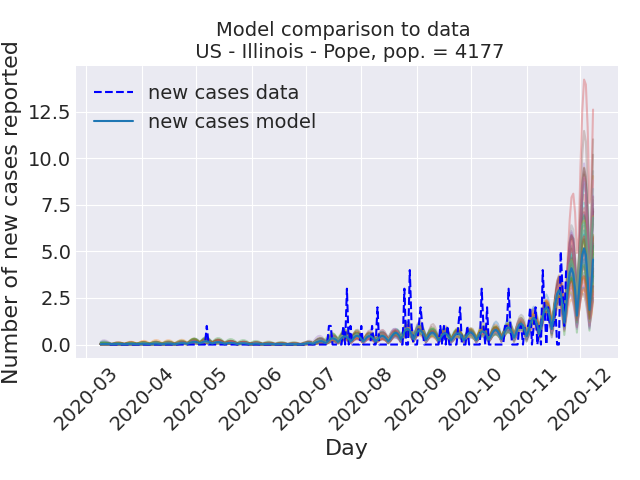 Model comparison to data
US - Illinois - Pope, pop. = 4177
Number of new cases reported
12.5
10.0
7.5
5.0
2.5
0.0
new cases data
new cases model
2020-03
2020-04
2020-05
2020-06
2020-07
2020-08
2020-09
2020-10
2020-11
2020-12
Day